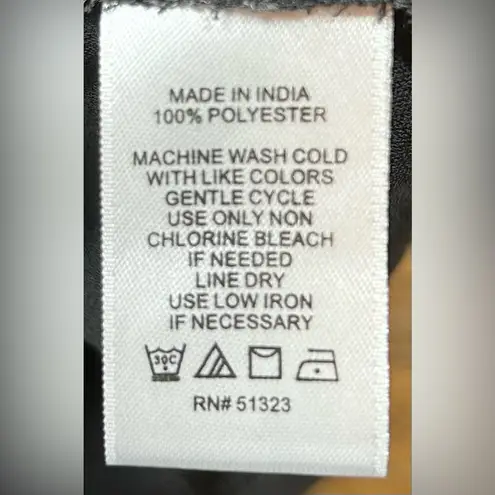 MADE IN INDIA
100% POLYESTER
MACHINE WASH COLD
WITH LIKE COLORS
GENTLE CYCLE
USE ONLY NON
CHLORINE BLEACH
IF NEEDED
LINE DRY
USE LOW IRON
IF NECESSARY
30C
RN# 51323